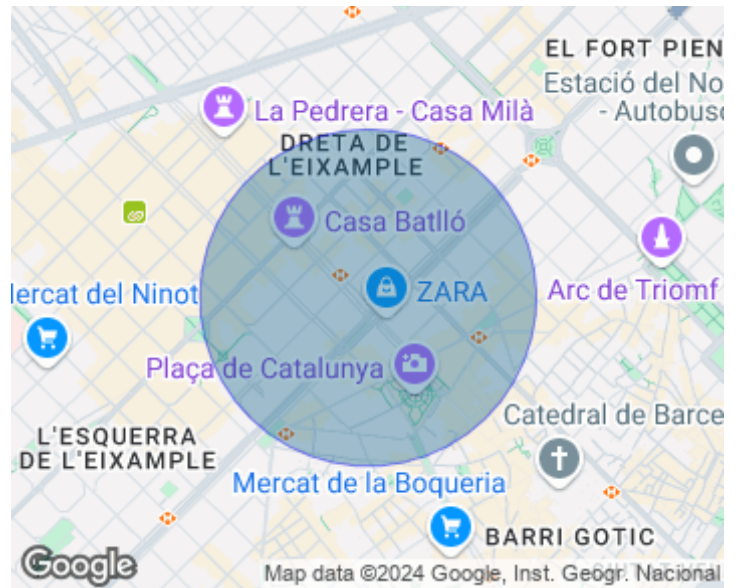 EL FORT PIEN
Estació del No
- Autobuso
La Pedrera - Casa Milà
DRETA DE
L'EIXAMPLE
Casa Batlló
ZARA
Arc de Triomf
lercat del Ninot
Plaça de Catalunya
Catedral de Barce
L'ESQUERRA
DE L'EIXAMPLE
Mercat de la Boqueria
BARRI GOTIC
Google
Map data ©2024 Google, Inst. Geogr. Nacional